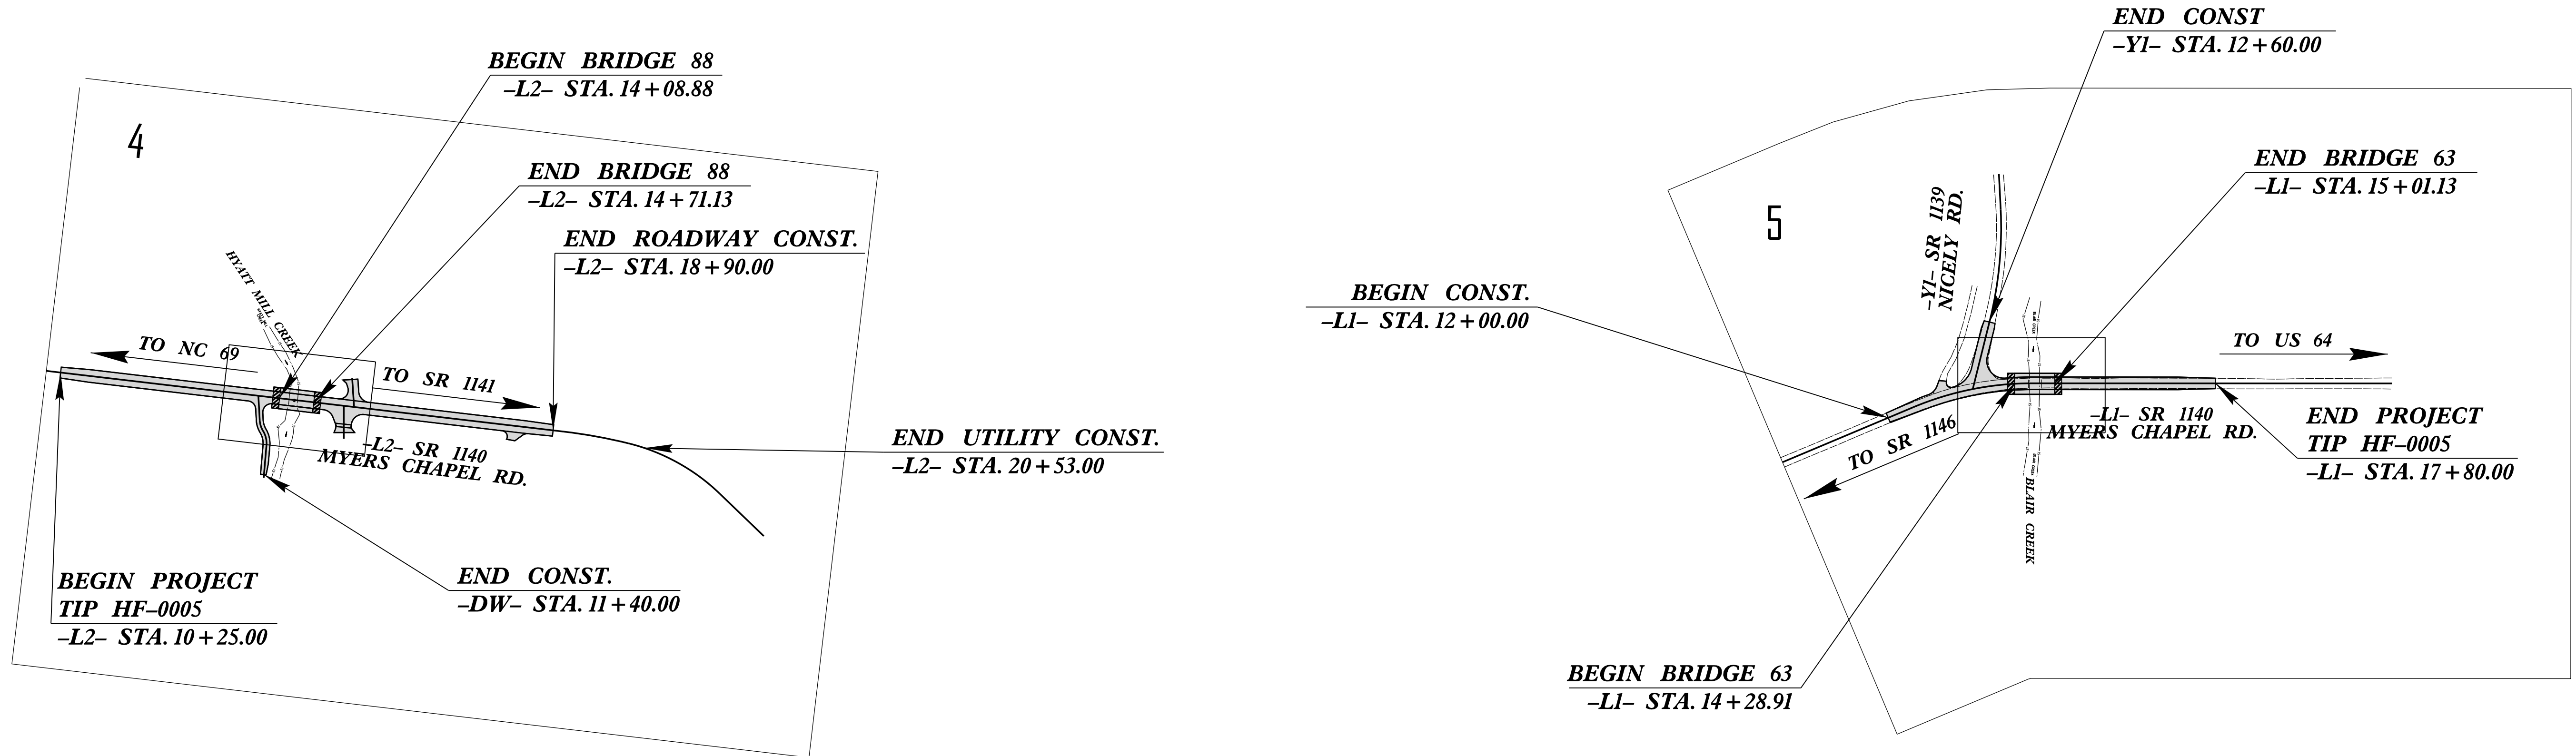 BEGIN BRIDGE 88
-L2- STA. 14+08.88
4
END BRIDGE 88
-L2- STA. 14+71.13
END ROADWAY CONST.
-L2- STA. 18+90.00
HYATT MILL CREEK
TO NC 69
TO SR 1141
-L2- SR 1140
MYERS CHAPEL RD.
END UTILITY CONST.
-L2- STA. 20+53.00
BEGIN PROJECT
TIP HF-0005
-L2- STA. 10+25.00
END CONST.
-DW- STA. 11+40.00
END CONST
-Y1- STA. 12+60.00
5
-Y1- SR 1139
NICELY RD.
END BRIDGE 63
-L1- STA. 15+01.13
BEGIN CONST.
-L1- STA. 12+00.00
TO US 64
BLAIR CREEK
-L1- SR 1140
MYERS CHAPEL RD.
TO SR 1146
BLAIR CREEK
BLAIR CREEK
END PROJECT
TIP HF-0005
-L1- STA. 17+80.00
BEGIN BRIDGE 63
-L1- STA. 14+28.91